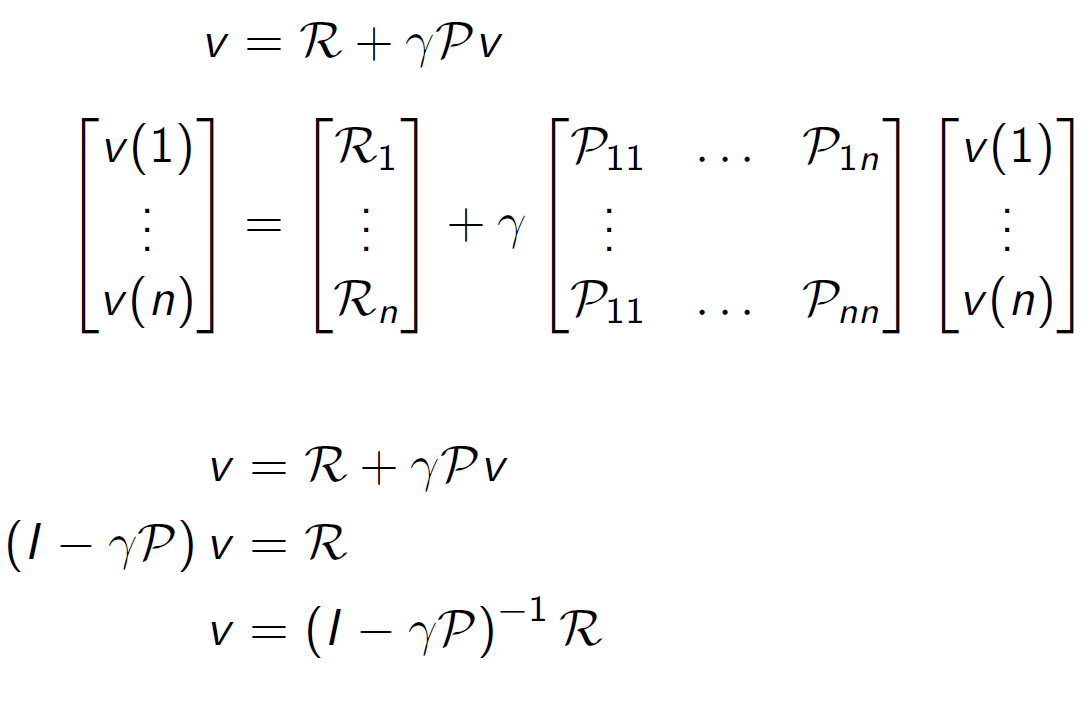 v = ℛ + γ𝒫v
[v(1) ⋮ v(n)] = [ℛ₁ ⋮ ℛₙ] + γ [𝒫₁₁ … 𝒫₁ₙ ⋮ 𝒫₁₁ … 𝒫ₙₙ] [v(1) ⋮ v(n)]
v = ℛ + γ𝒫v
(I − γ𝒫) v = ℛ
v = (I − γ𝒫)⁻¹ ℛ